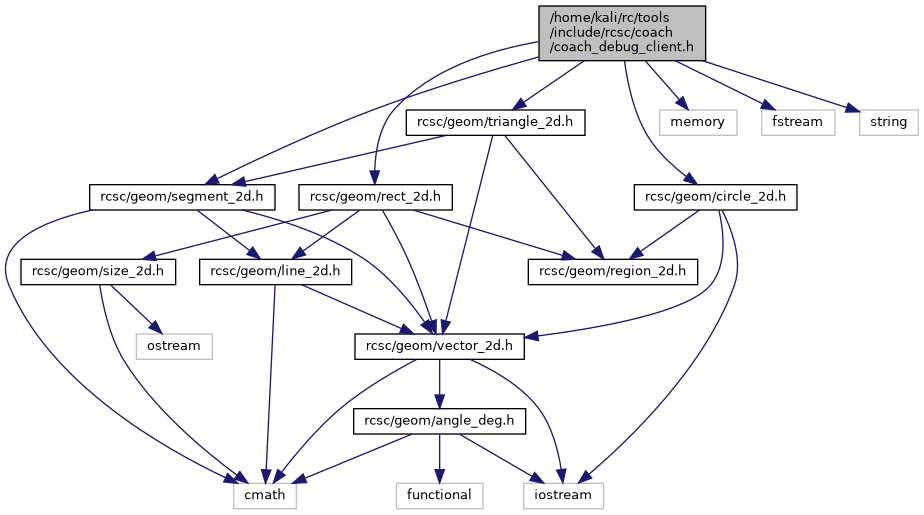 /home/kali/rc/tools
/include/rcsc/coach
/coach_debug_client.h
rcsc/geom/triangle_2d.h
memory
fstream
string
rcsc/geom/segment_2d.h
rcsc/geom/rect_2d.h
rcsc/geom/circle_2d.h
rcsc/geom/size_2d.h
rcsc/geom/line_2d.h
rcsc/geom/region_2d.h
ostream
rcsc/geom/vector_2d.h
rcsc/geom/angle_deg.h
cmath
functional
iostream